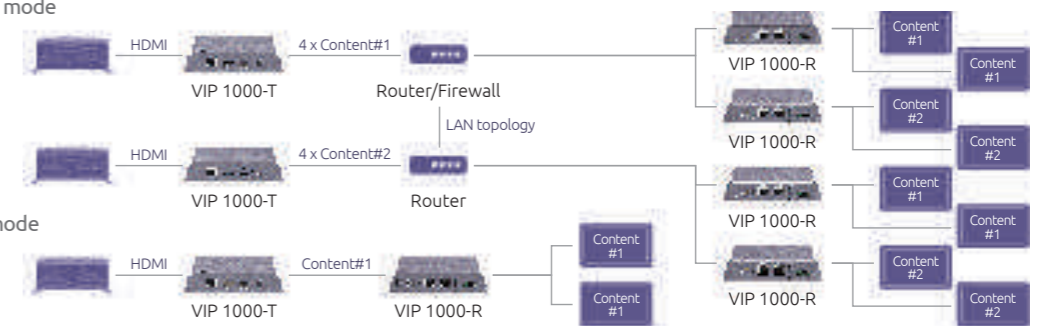 mode
HDMI
VIP 1000-T
4 x Content#1
Router/Firewall
VIP 1000-R
Content
#1
Content
#1
VIP 1000-R
Content
#2
Content
#2
LAN topology
HDMI
VIP 1000-T
4 x Content#2
Router
VIP 1000-R
Content
#1
Content
#1
VIP 1000-R
Content
#2
Content
#2
mode
HDMI
VIP 1000-T
Content#1
VIP 1000-R
Content
#1
Content
#1